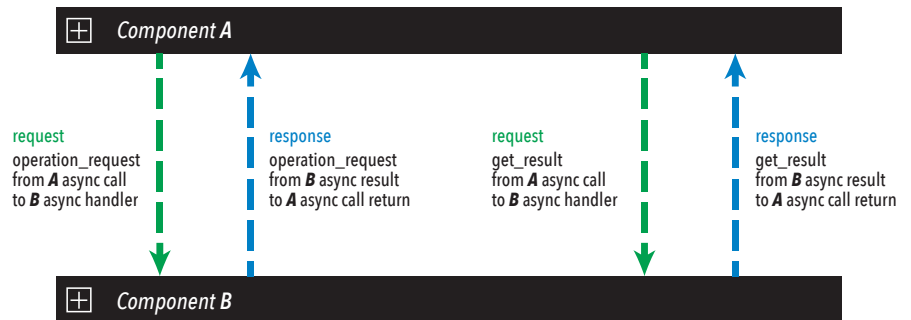 Component A
request
operation_request
from A async call
to B async handler
response
operation_request
from B async result
to A async call return
request
get_result
from A async call
to B async handler
response
get_result
from B async result
to A async call return
Component B